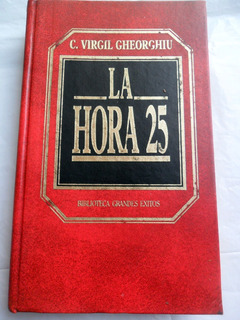 C. VIRGIL GHEORGHIU
LA
HORA 25
BIBLIOTECA GRANDES EXITOS